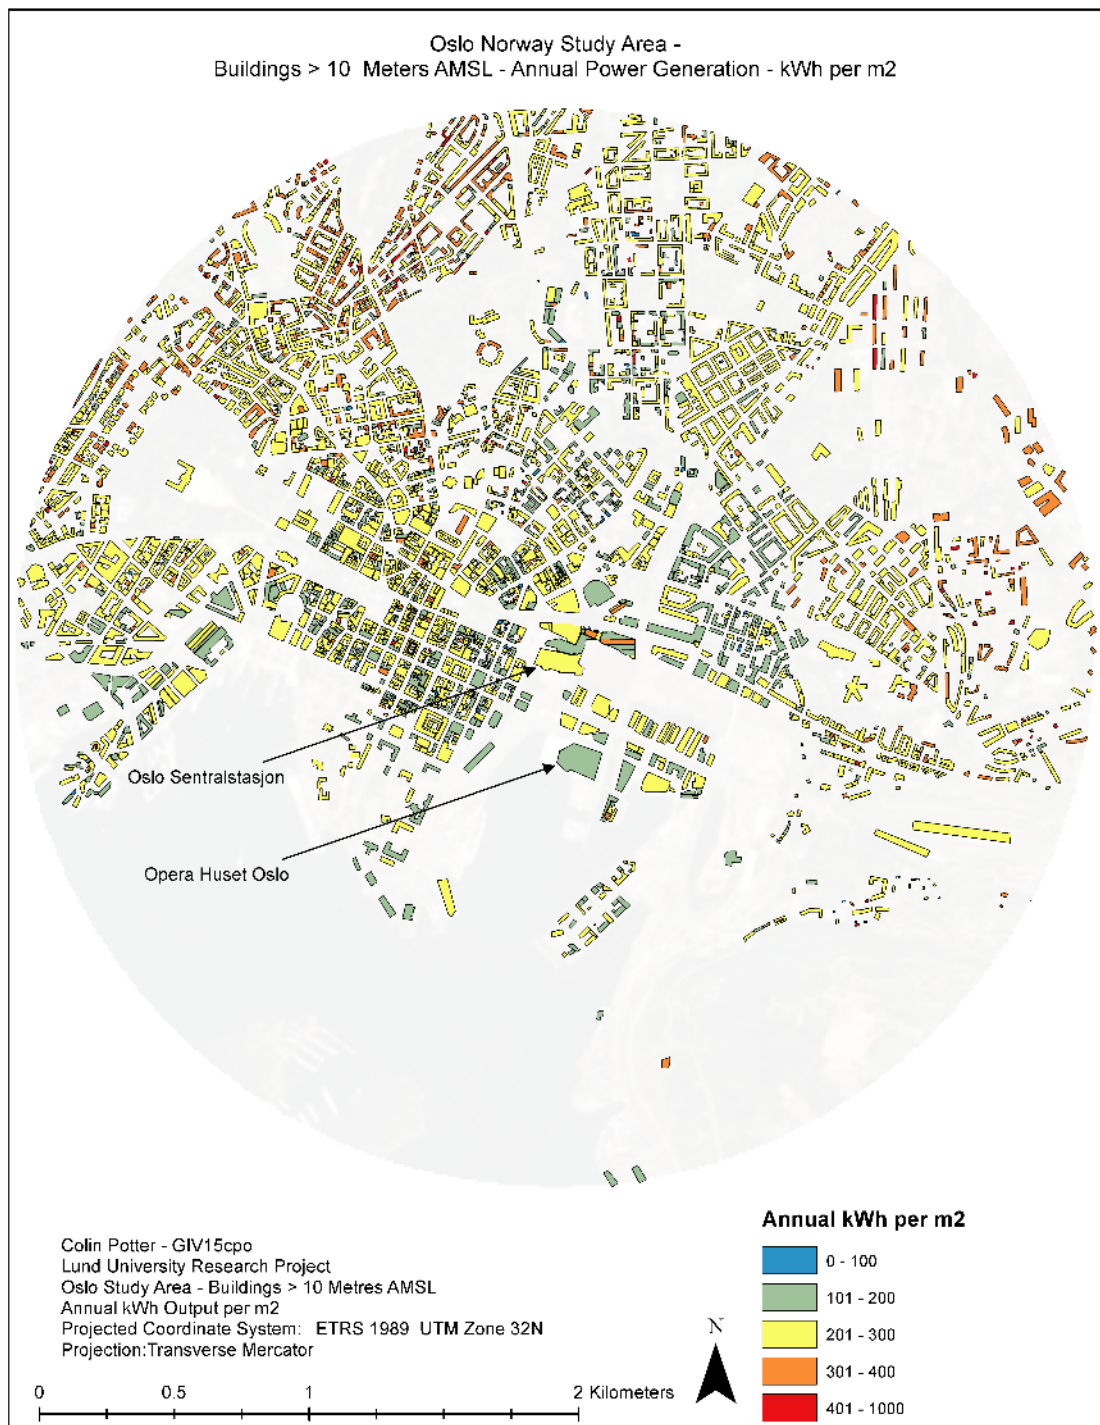 Oslo Norway Study Area -
Buildings > 10  Meters AMSL - Annual Power Generation - kWh per m2
Oslo Sentralstasjon
Opera Huset Oslo
Annual kWh per m2
0 - 100
101 - 200
201 - 300
301 - 400
401 - 1000
Colin Potter - GIV15cpo
Lund University Research Project
Oslo Study Area - Buildings > 10 Metres AMSL
Annual kWh Output per m2
Projected Coordinate System:  ETRS 1989  UTM Zone 32N
Projection:Transverse Mercator
N
0 0.5 1 2 Kilometers